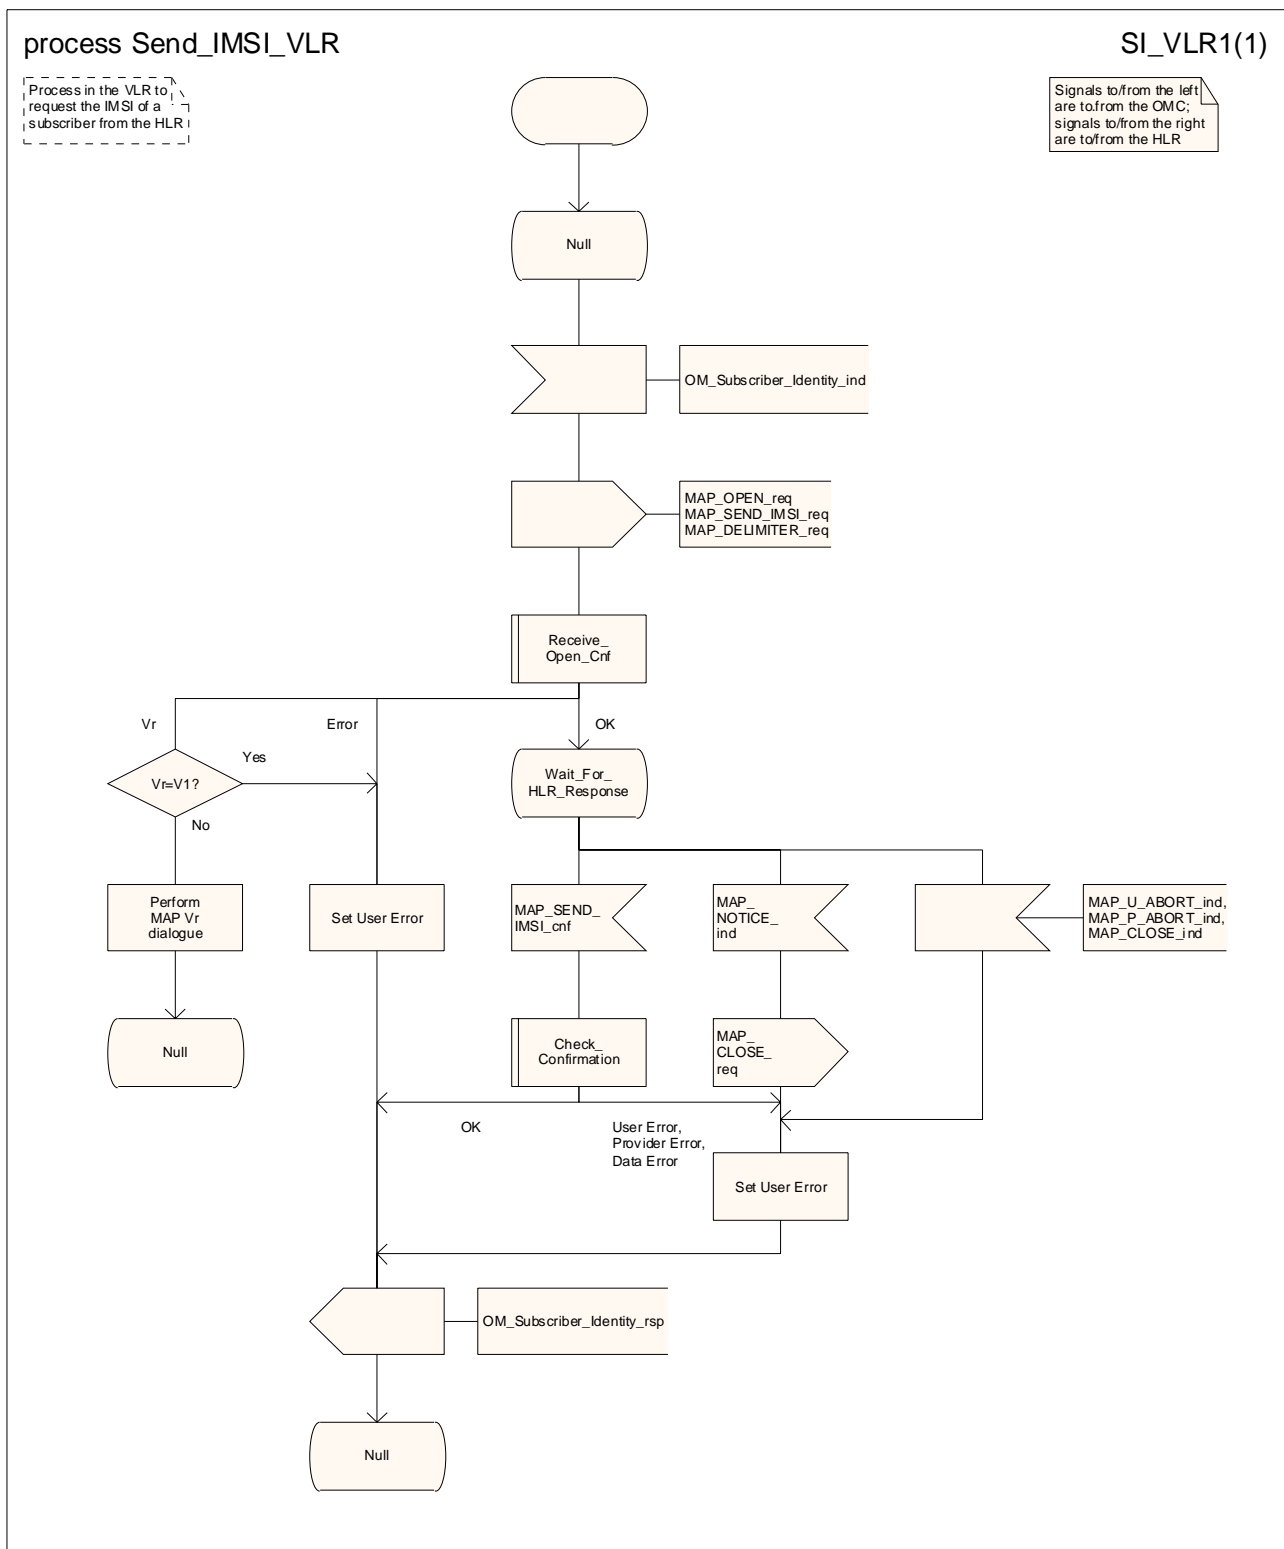 process Send_IMSI_VLR
SI_VLR1(1)
Process in the VLR to
request the IMSI of a
subscriber from the HLR
Signals to/from the left
are to.from the OMC;
signals to/from the right
are to/from the HLR
Null
OM_Subscriber_Identity_ind
MAP_OPEN_req
MAP_SEND_IMSI_req
MAP_DELIMITER_req
Receive_
Open_Cnf
Vr
Error
OK
Yes
Vr=V1?
Wait_For_
HLR_Response
No
Perform
MAP Vr
dialogue
Set User Error
MAP_SEND_
IMSI_cnf
MAP_
NOTICE_
ind
MAP_U_ABORT_ind,
MAP_P_ABORT_ind,
MAP_CLOSE_ind
Null
Check_
Confirmation
MAP_
CLOSE_
req
OK
User Error,
Provider Error,
Data Error
Set User Error
OM_Subscriber_Identity_rsp
Null